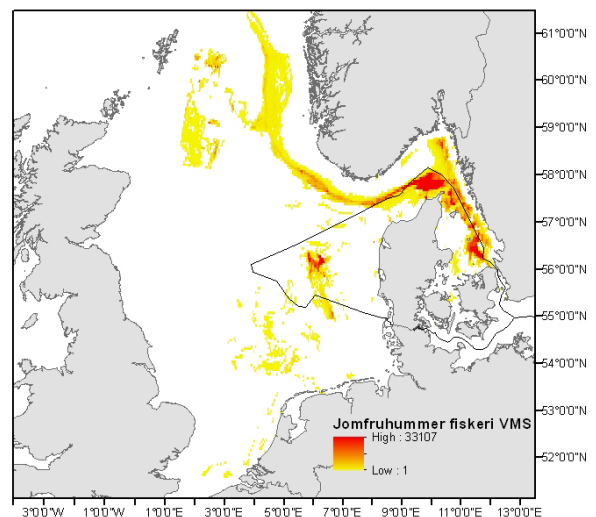 61°0'0"N
60°0'0"N
59°0'0"N
58°0'0"N
57°0'0"N
56°0'0"N
55°0'0"N
54°0'0"N
53°0'0"N
52°0'0"N
Jomfruhummer fiskeri VMS
High : 33107
Low : 1
3°0'0"W 1°0'0"W 1°0'0"E 3°0'0"E 5°0'0"E 7°0'0"E 9°0'0"E 11°0'0"E 13°0'0"E